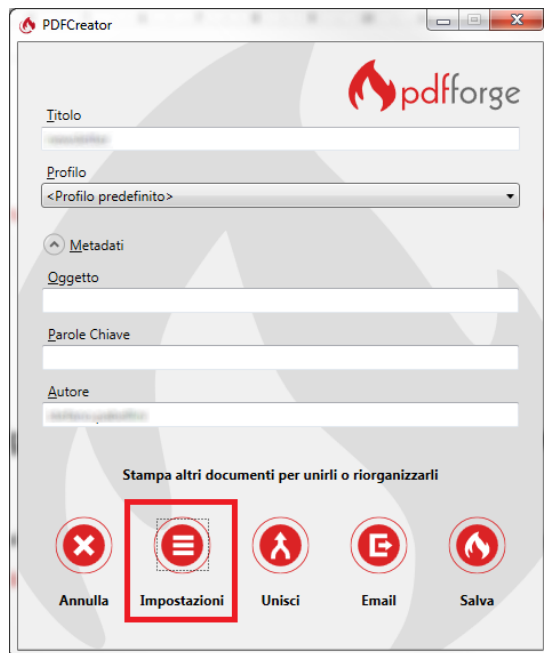 PDFCreator
pdfforge
Titolo
Profilo
<Profilo predefinito>
Metadati
Oggetto
Parole Chiave
Autore
Stampa altri documenti per unirli o riorganizzarli
Annulla
Impostazioni
Unisci
Email
Salva